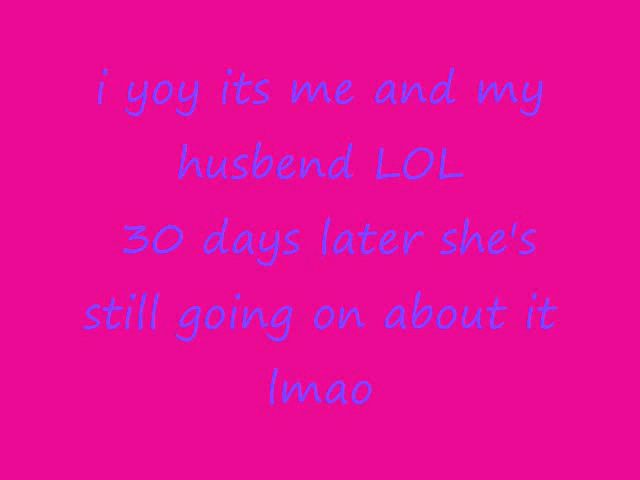 i yoy its me and my
husbend LOL
30 days later she's
still going on about it
lmao